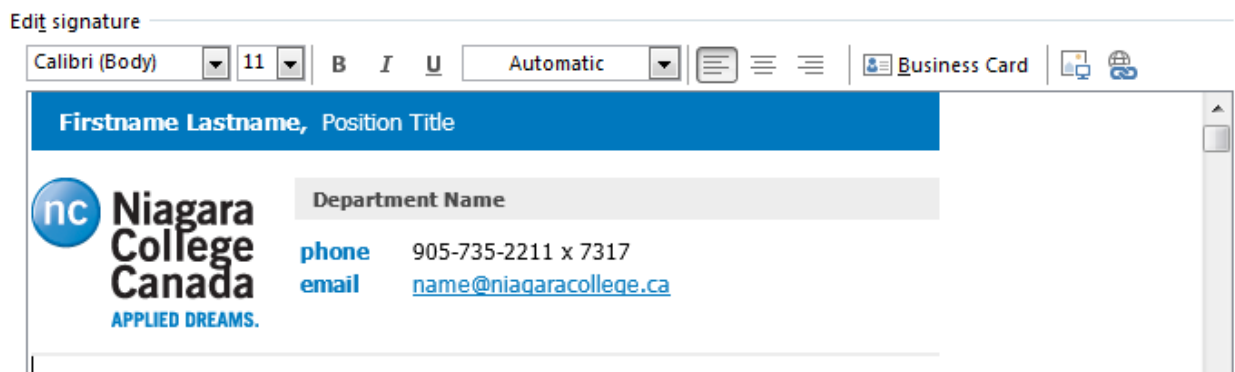 Edit signature
Calibri (Body) 11 B I U Automatic Business Card
Firstname Lastname, Position Title
nc Niagara College Canada
APPLIED DREAMS.
Department Name
phone 905-735-2211 x 7317
email name@niagaracollege.ca